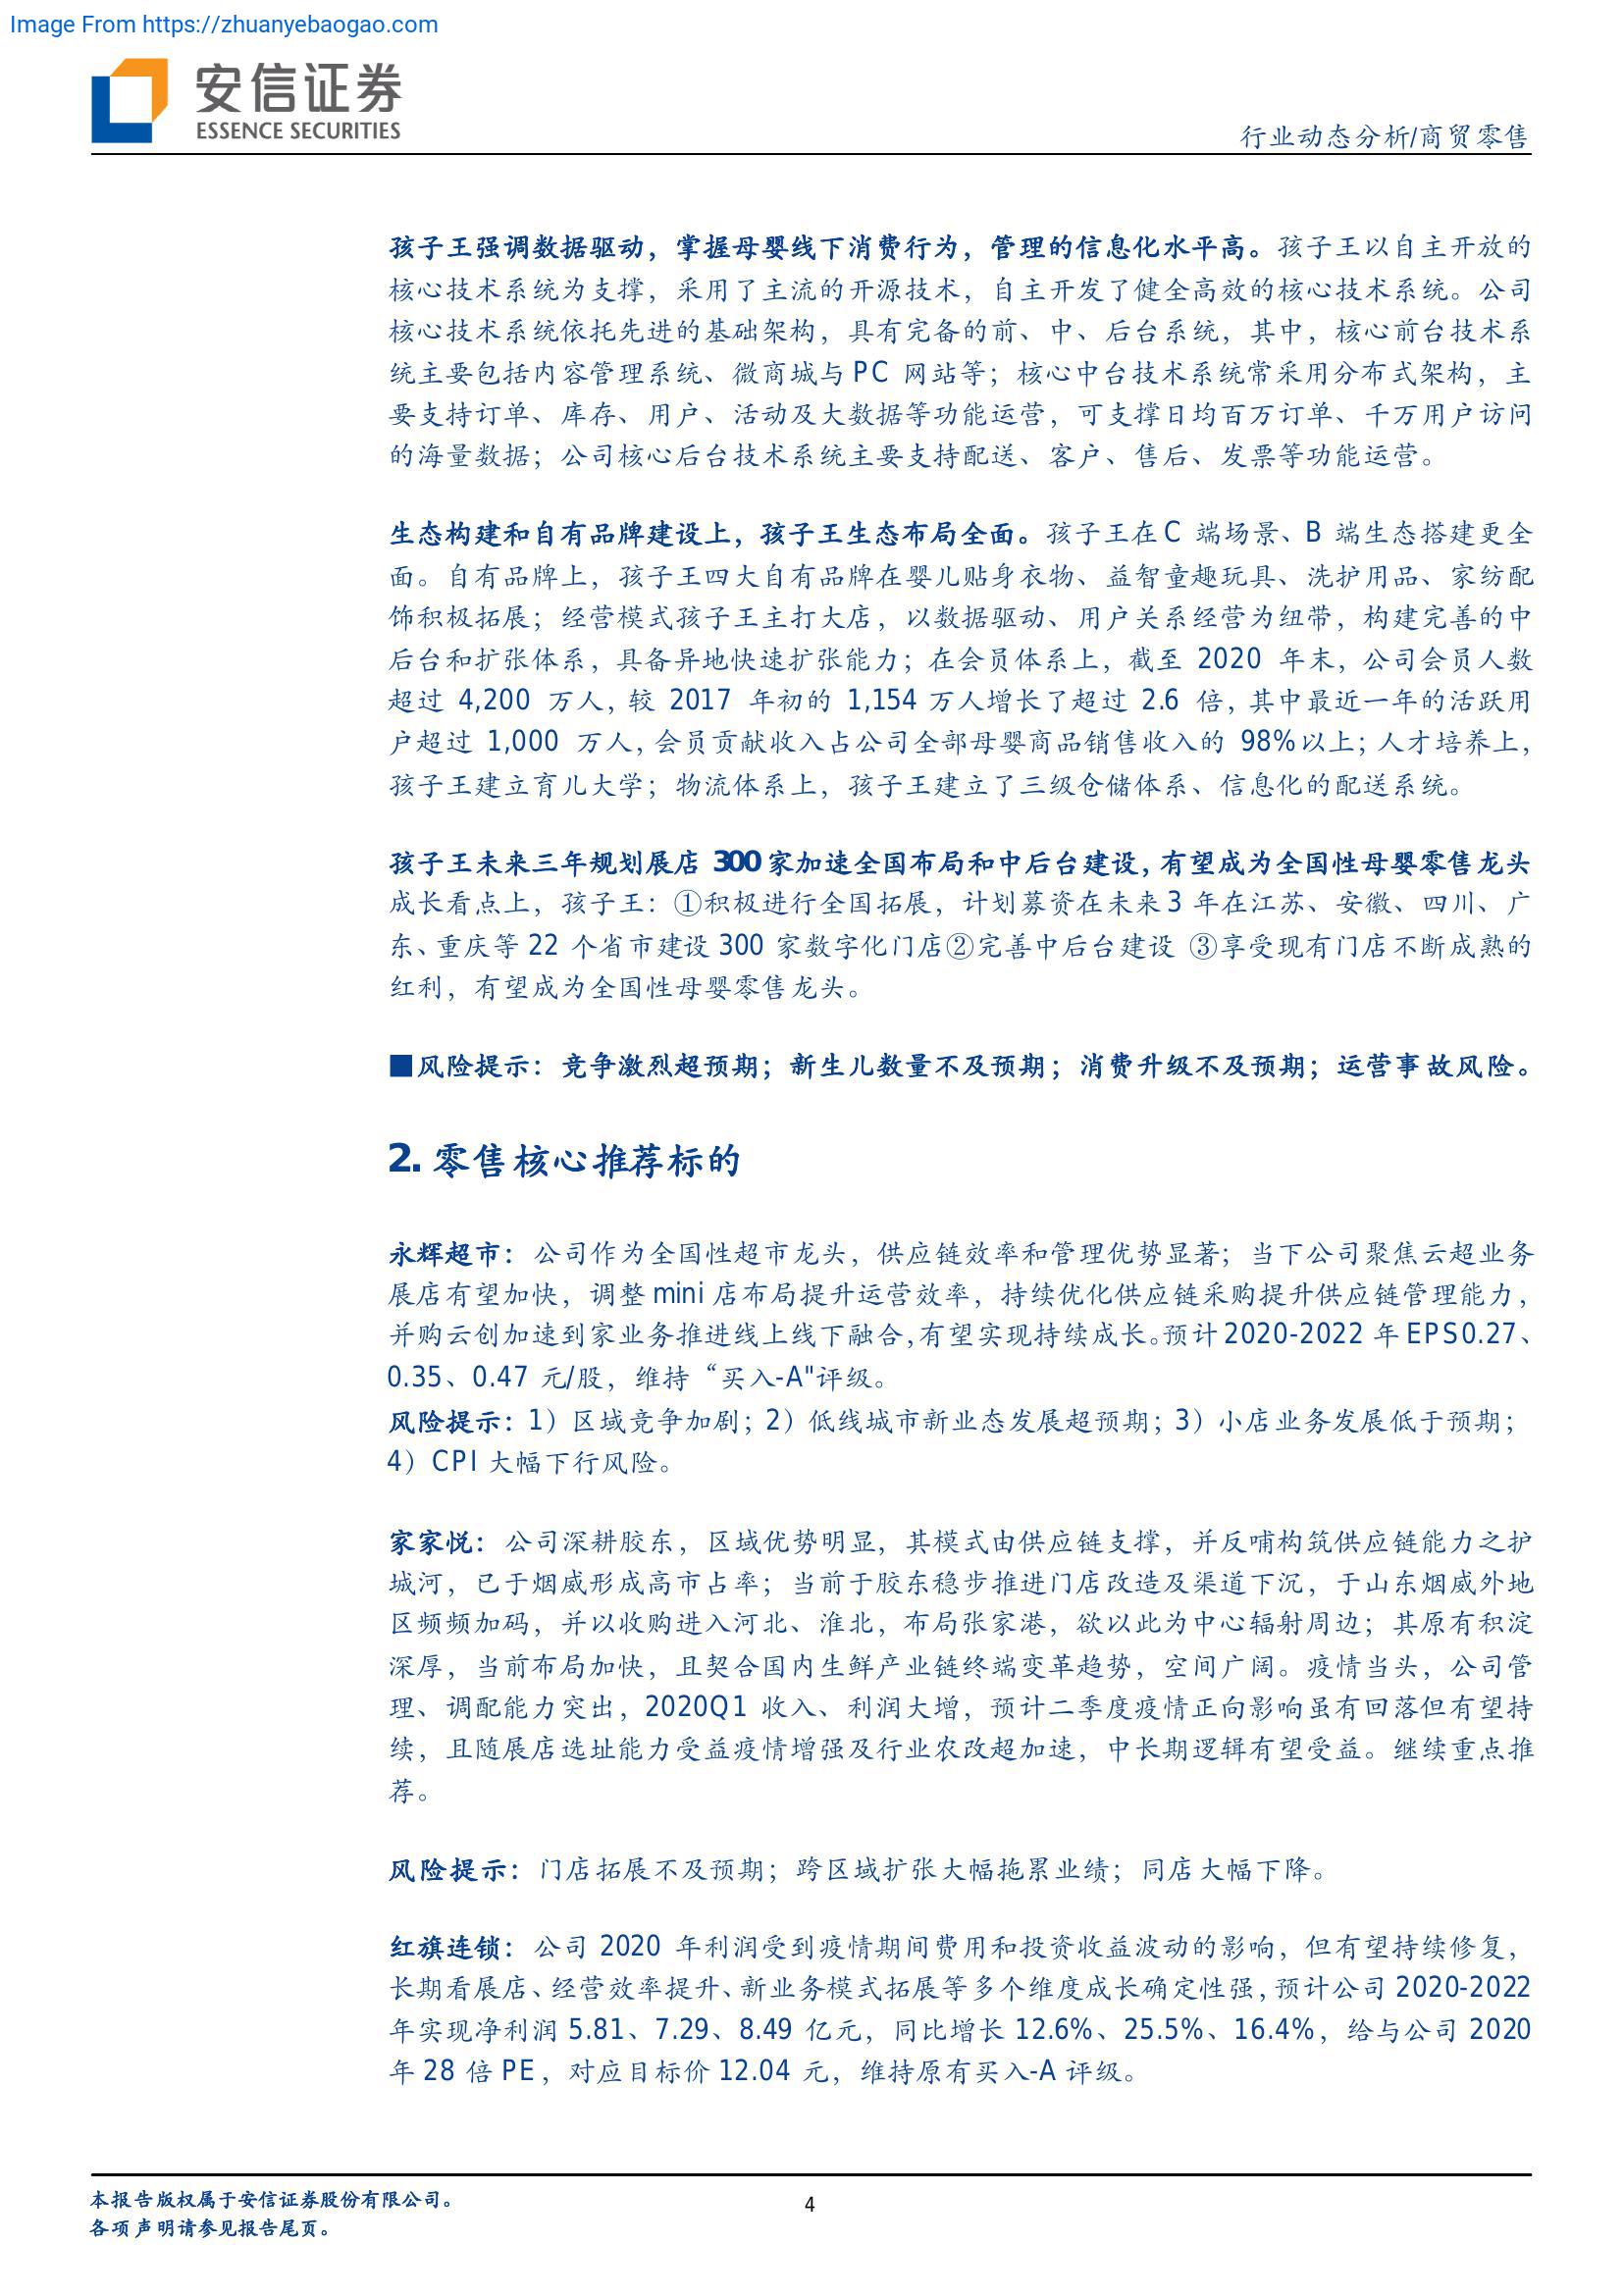 Image From https://zhuanyebaogao.com
安信证券
ESSENCE SECURITIES
行业动态分析/商贸零售
孩子王强调数据驱动，掌握母婴线下消费行为，管理的信息化水平高。孩子王以自主开放的
核心技术系统为支撑，采用了主流的开源技术，自主开发了健全高效的核心技术系统。公司
核心技术系统依托先进的基础架构，具有完备的前、中、后台系统，其中，核心前台技术系
统主要包括内容管理系统、微商城与 PC 网站等；核心中台技术系统常采用分布式架构，主
要支持订单、库存、用户、活动及大数据等功能运营，可支撑日均百万订单、千万用户访问
的海量数据；公司核心后台技术系统主要支持配送、客户、售后、发票等功能运营。
生态构建和自有品牌建设上，孩子王生态布局全面。孩子王在 C 端场景、B 端生态搭建更全
面。自有品牌上，孩子王四大自有品牌在婴儿贴身衣物、益智童趣玩具、洗护用品、家纺配
饰积极拓展；经营模式孩子王主打大店，以数据驱动、用户关系经营为纽带，构建完善的中
后台和扩张体系，具备异地快速扩张能力；在会员体系上，截至 2020 年末，公司会员人数
超过 4,200 万人，较 2017 年初的 1,154 万人增长了超过 2.6 倍，其中最近一年的活跃用
户超过 1,000 万人，会员贡献收入占公司全部母婴商品销售收入的 98%以上；人才培养上，
孩子王建立育儿大学；物流体系上，孩子王建立了三级仓储体系、信息化的配送系统。
孩子王未来三年规划展店 300 家加速全国布局和中后台建设，有望成为全国性母婴零售龙头
成长看点上，孩子王：①积极进行全国拓展，计划募资在未来 3 年在江苏、安徽、四川、广
东、重庆等 22 个省市建设 300 家数字化门店②完善中后台建设 ③享受现有门店不断成熟的
红利，有望成为全国性母婴零售龙头。
■风险提示：竞争激烈超预期；新生儿数量不及预期；消费升级不及预期；运营事故风险。
2. 零售核心推荐标的
永辉超市：公司作为全国性超市龙头，供应链效率和管理优势显著；当下公司聚焦云超业务
展店有望加快，调整 mini 店布局提升运营效率，持续优化供应链采购提升供应链管理能力，
并购云创加速到家业务推进线上线下融合，有望实现持续成长。预计 2020-2022 年 EPS0.27、
0.35、0.47 元/股，维持“买入-A"评级。
风险提示：1）区域竞争加剧；2）低线城市新业态发展超预期；3）小店业务发展低于预期；
4）CPI 大幅下行风险。
家家悦：公司深耕胶东，区域优势明显，其模式由供应链支撑，并反哺构筑供应链能力之护
城河，已于烟威形成高市占率；当前于胶东稳步推进门店改造及渠道下沉，于山东烟威外地
区频频加码，并以收购进入河北、淮北，布局张家港，欲以此为中心辐射周边；其原有积淀
深厚，当前布局加快，且契合国内生鲜产业链终端变革趋势，空间广阔。疫情当头，公司管
理、调配能力突出，2020Q1 收入、利润大增，预计二季度疫情正向影响虽有回落但有望持
续，且随展店选址能力受益疫情增强及行业农改超加速，中长期逻辑有望受益。继续重点推
荐。
风险提示：门店拓展不及预期；跨区域扩张大幅拖累业绩；同店大幅下降。
红旗连锁：公司 2020 年利润受到疫情期间费用和投资收益波动的影响，但有望持续修复，
长期看展店、经营效率提升、新业务模式拓展等多个维度成长确定性强，预计公司 2020-2022
年实现净利润 5.81、7.29、8.49 亿元，同比增长 12.6%、25.5%、16.4%，给与公司 2020
年 28 倍 PE，对应目标价 12.04 元，维持原有买入-A 评级。
本报告版权属于安信证券股份有限公司。
各项声明请参见报告尾页。
4